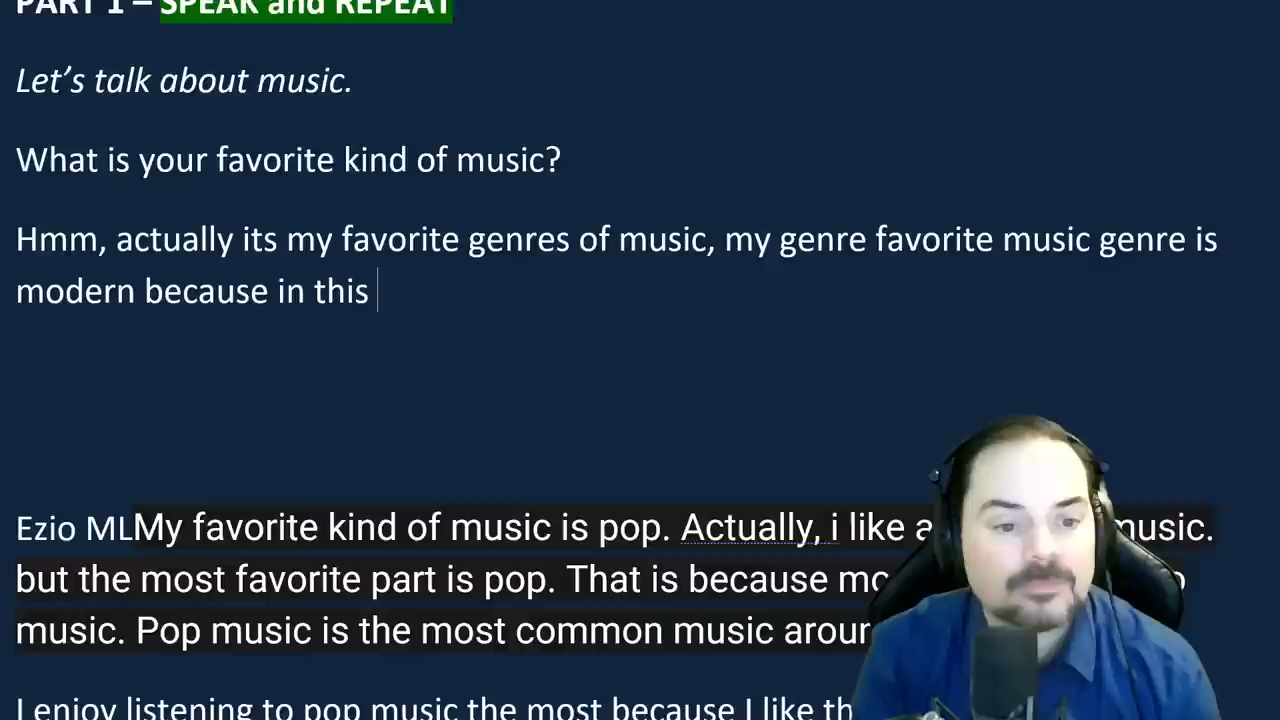 PART 1 – SPEAK and REPEAT
Let's talk about music.
What is your favorite kind of music?
Hmm, actually its my favorite genres of music, my genre favorite music genre is
modern because in this
Ezio MLMy favorite kind of music is pop. Actually, i like a music.
but the most favorite part is pop. That is because
music. Pop music is the most common music
I enjoy listening to pop music the most because I like